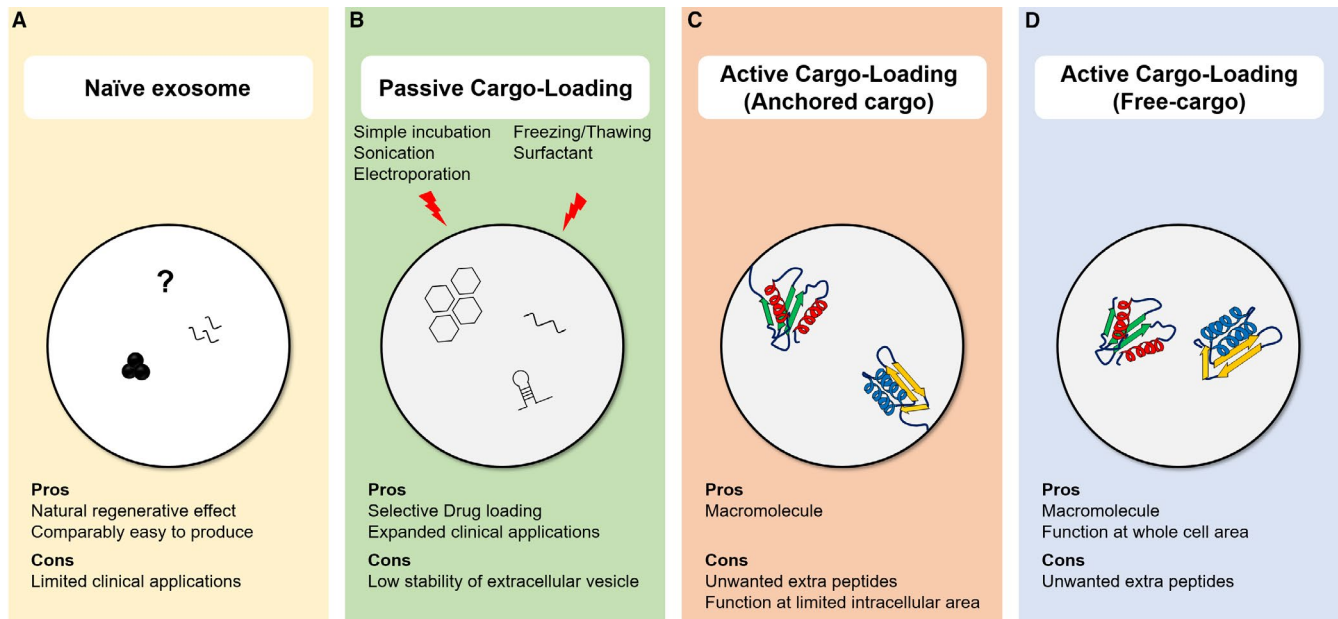 A
Naïve exosome
?
Pros
Natural regenerative effect
Comparably easy to produce
Cons
Limited clinical applications
B
Passive Cargo-Loading
Simple incubation
Sonication
Electroporation
Freezing/Thawing
Surfactant
Pros
Selective Drug loading
Expanded clinical applications
Cons
Low stability of extracellular vesicle
C
Active Cargo-Loading
(Anchored cargo)
Pros
Macromolecule
Cons
Unwanted extra peptides
Function at limited intracellular area
D
Active Cargo-Loading
(Free-cargo)
Pros
Macromolecule
Function at whole cell area
Cons
Unwanted extra peptides